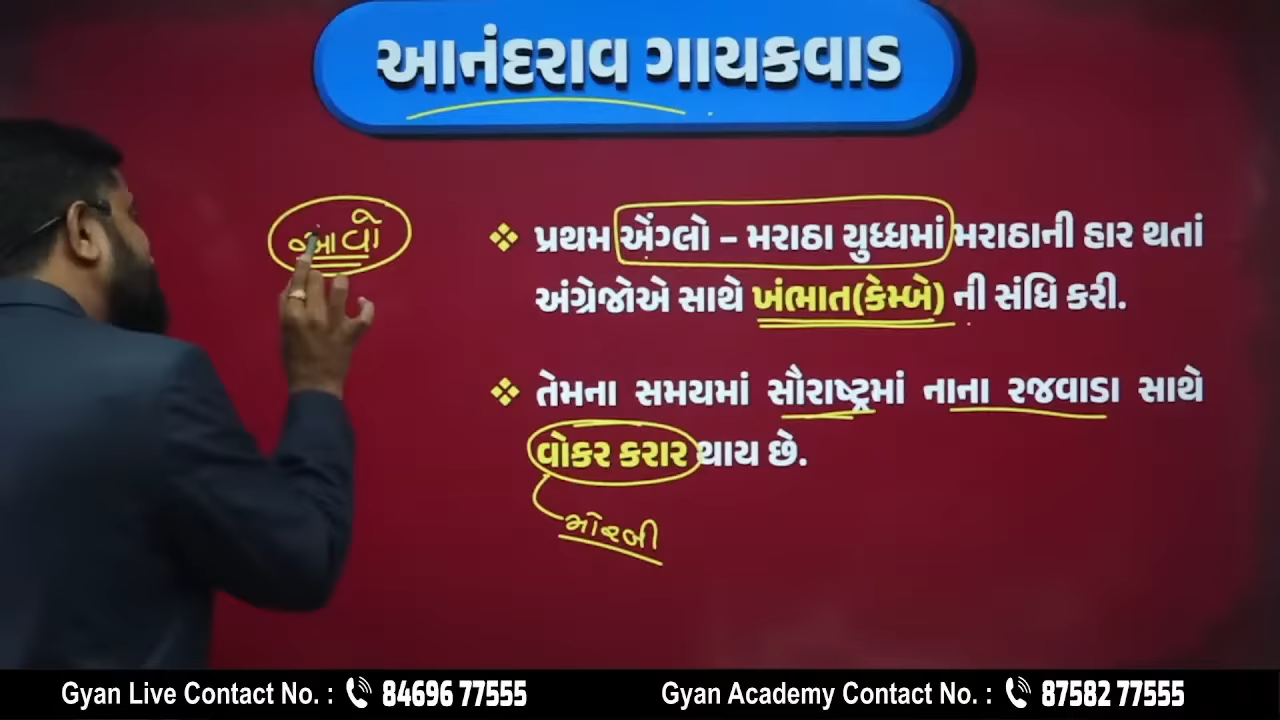 આનંદરાવ ગાયકવાડ
આવો
❖ પ્રથમ એંગ્લો – મરાઠા યુધ્ધમાં મરાઠાની હાર થતાં
અંગ્રેજોએ સાથે ખંભાત(કેમ્બે) ની સંધિ કરી.
❖ તેમના સમયમાં સૌરાષ્ટ્રમાં નાના રજવાડા સાથે
વોકર કરાર થાય છે.
મોરબી
Gyan Live Contact No. : 84696 77555
Gyan Academy Contact No. : 87582 77555